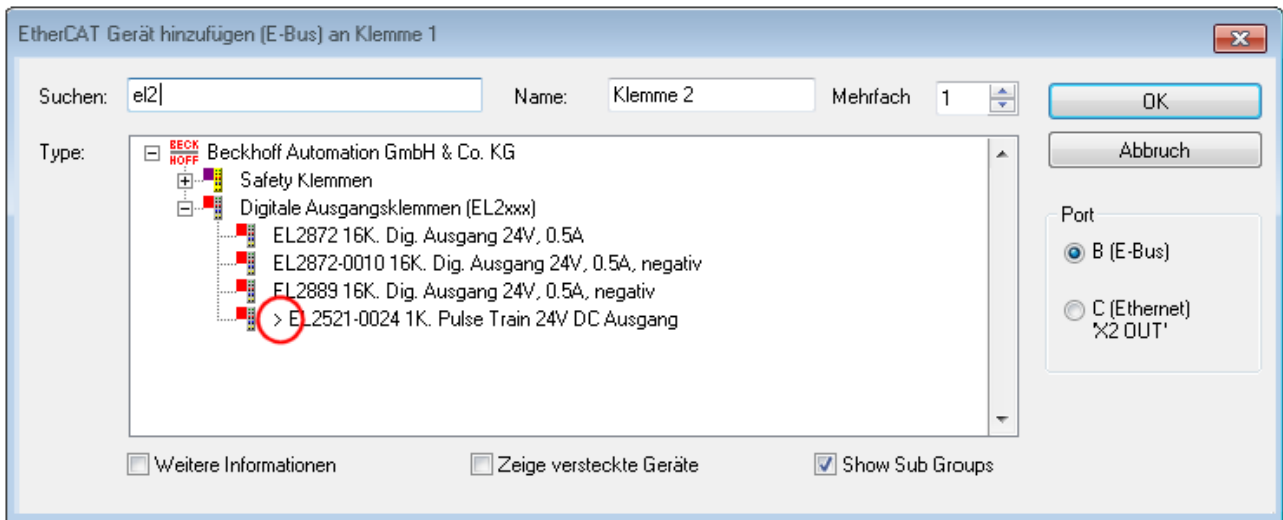 EtherCAT Gerät hinzufügen (E-Bus) an Klemme 1
Suchen: el2 Name: Klemme 2 Mehrfach 1 OK
Type: BECK HOFF Beckhoff Automation GmbH & Co. KG Abbruch
Safety Klemmen
Digitale Ausgangsklemmen (EL2xxx)
Port
EL2872 16K. Dig. Ausgang 24V, 0.5A
B (E-Bus)
EL2872-0010 16K. Dig. Ausgang 24V, 0.5A, negativ
EL2889 16K. Dig. Ausgang 24V, 0.5A, negativ
C (Ethernet)
> EL2521-0024 1K. Pulse Train 24V DC Ausgang
'X2 OUT'
Weitere Informationen Zeige versteckte Geräte Show Sub Groups